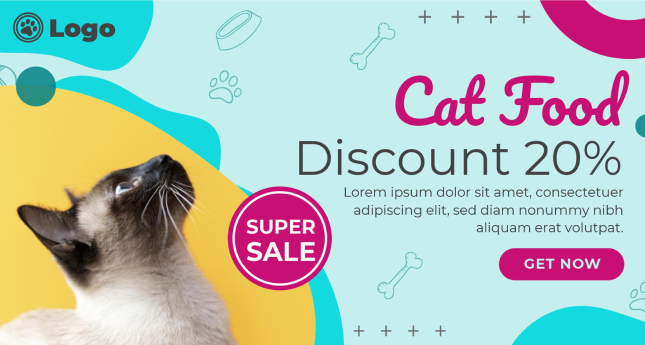 Logo
Cat Food
Discount 20%
Lorem ipsum dolor sit amet, consectetuer
adipiscing elit, sed diam nonummy nibh
aliquam erat volutpat.
SUPER
SALE
GET NOW